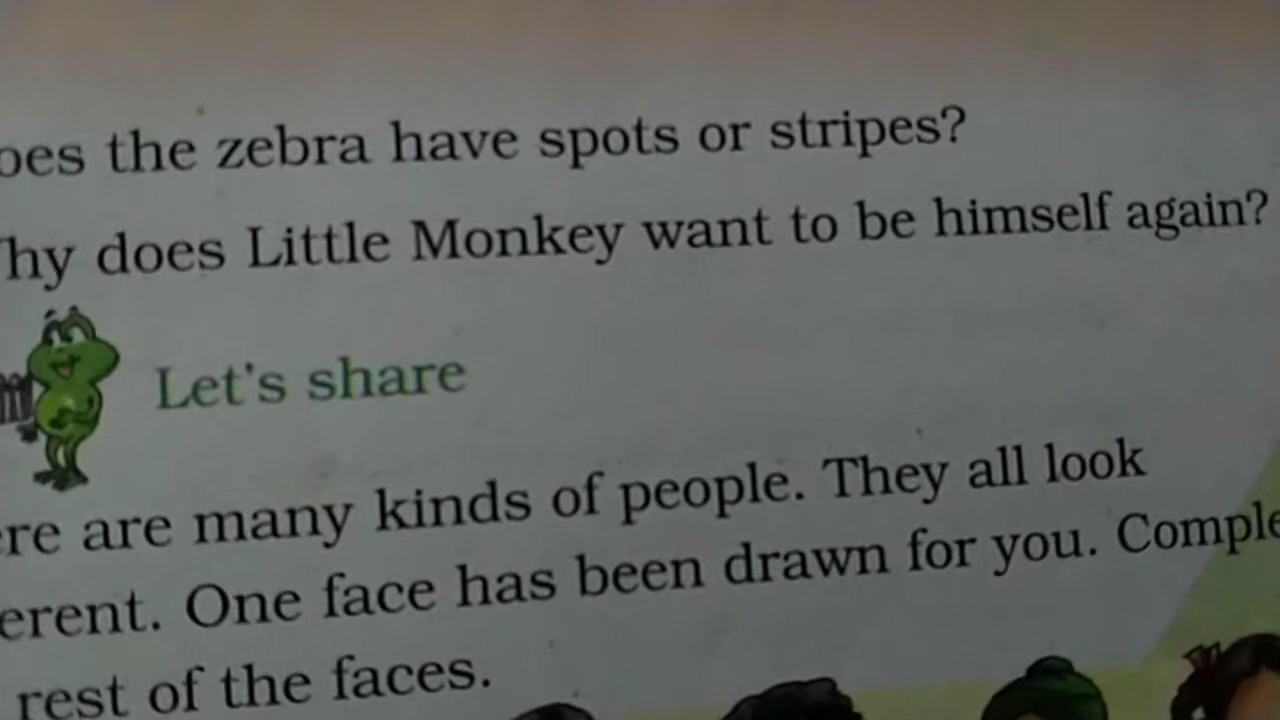 oes the zebra have spots or stripes?
hy does Little Monkey want to be himself again?
Let's share
ere are many kinds of people. They all look
erent. One face has been drawn for you. Comple
rest of the faces.